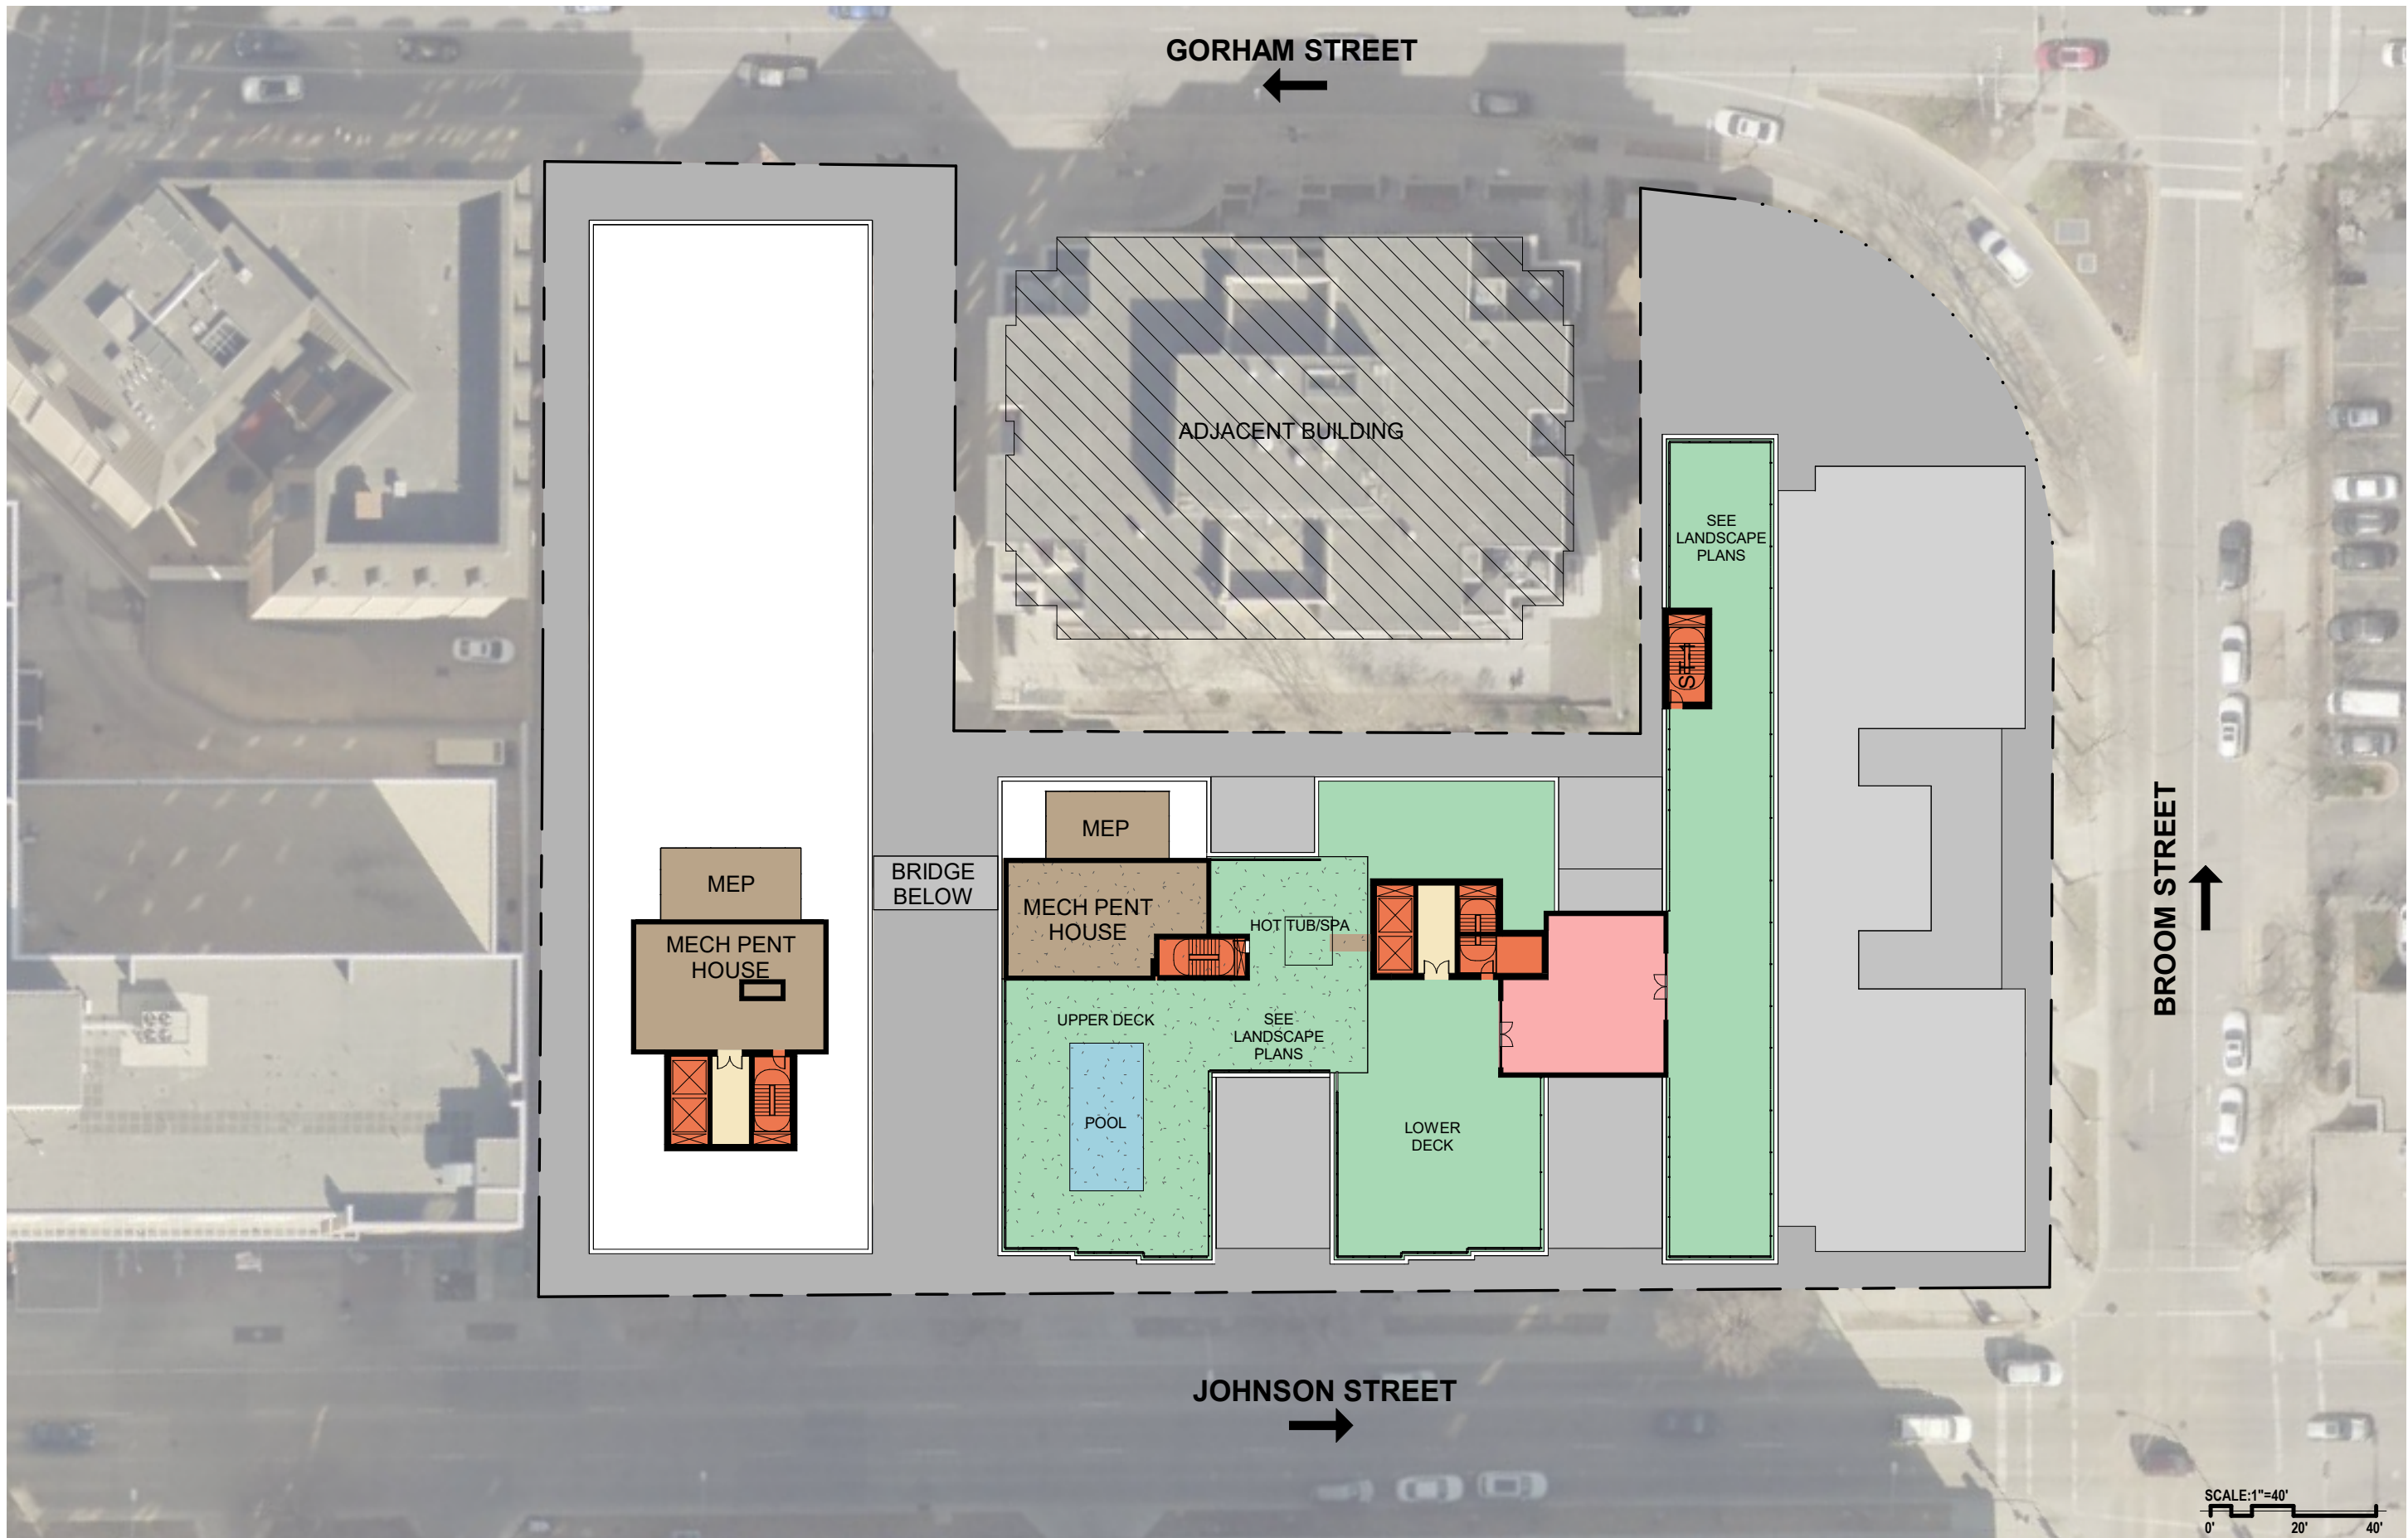 GORHAM STREET
ADJACENT BUILDING
SEE
LANDSCAPE
PLANS
ST-1
BROOM STREET
MEP
MEP
BRIDGE
BELOW
MECH PENT
HOUSE
MECH PENT
HOUSE
HOT TUB/SPA
UPPER DECK
SEE
LANDSCAPE
PLANS
POOL
LOWER
DECK
JOHNSON STREET
SCALE:1"=40'
0'
20'
40'